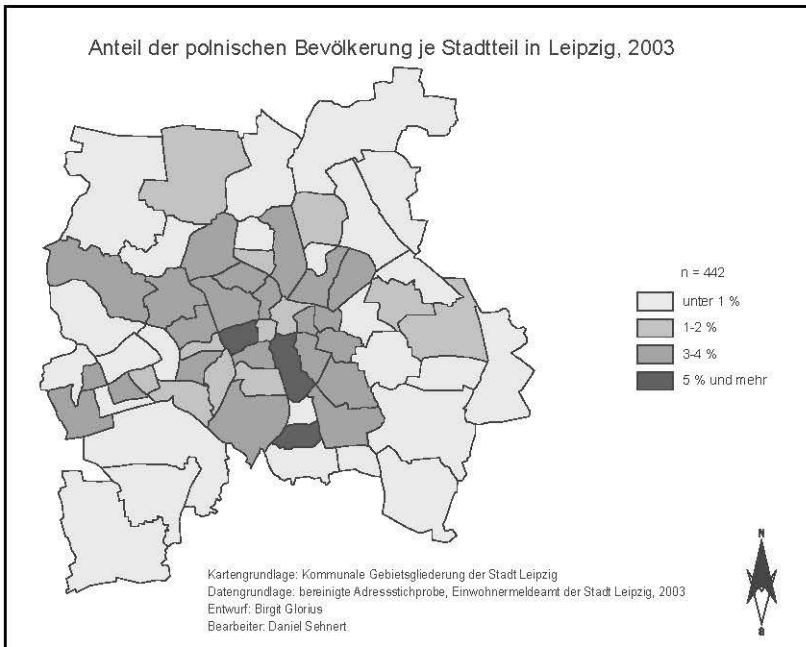 Anteil der polnischen Bevölkerung je Stadtteil in Leipzig, 2003
n = 442
unter 1 %
1-2 %
3-4 %
5 % und mehr
N
S
Kartengrundlage: Kommunale Gebietsgliederung der Stadt Leipzig
Datengrundlage: bereinigte Adressstichprobe, Einwohnermeldeamt der Stadt Leipzig, 2003
Entwurf: Birgit Glorius
Bearbeiter: Daniel Sehnert